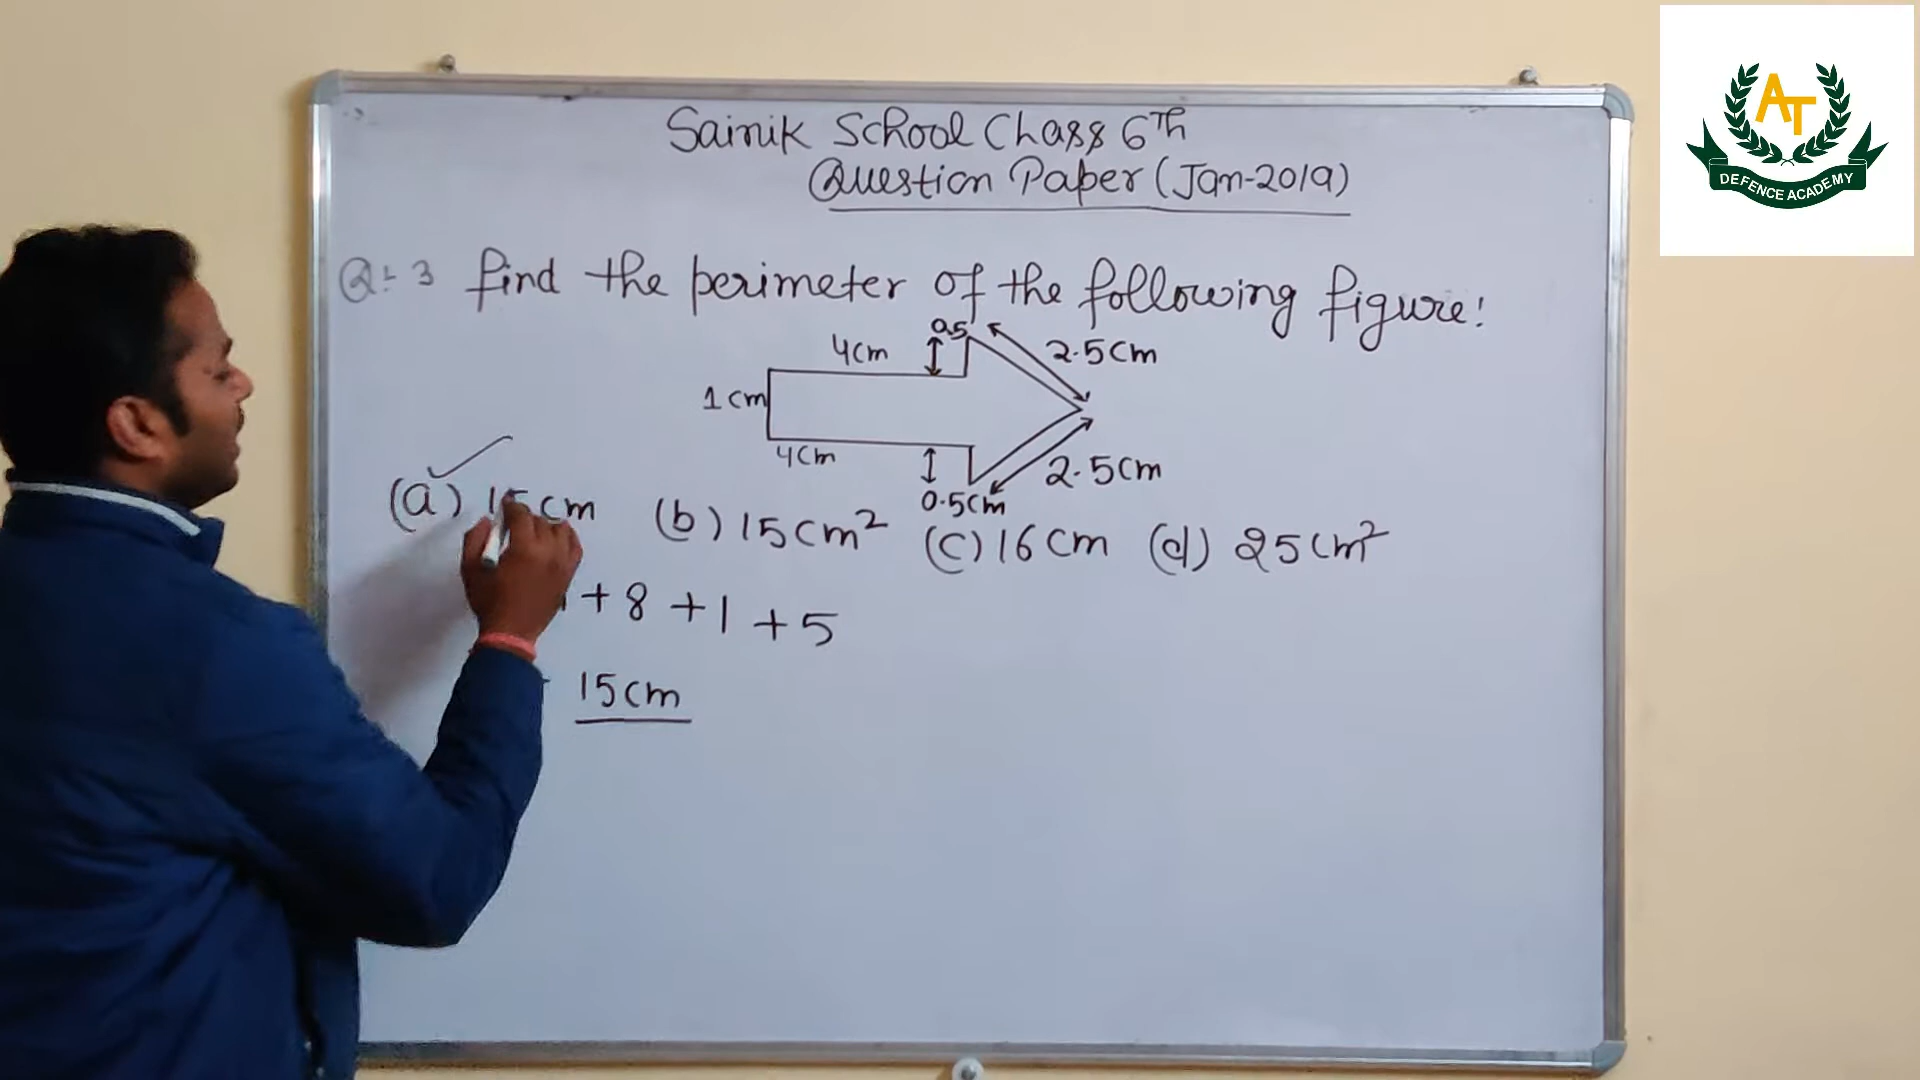 Sainik School Class 6Th
Question Paper (Jan-2019)
Q:- 3 find the perimeter of the following figure:
0.5
4cm
2.5cm
1cm
4cm
2.5cm
0.5cm
(a) 15cm (b) 15cm² (c) 16cm (d) 25cm²
+ 8 + 1 + 5
15cm
AT
DEFENCE ACADEMY